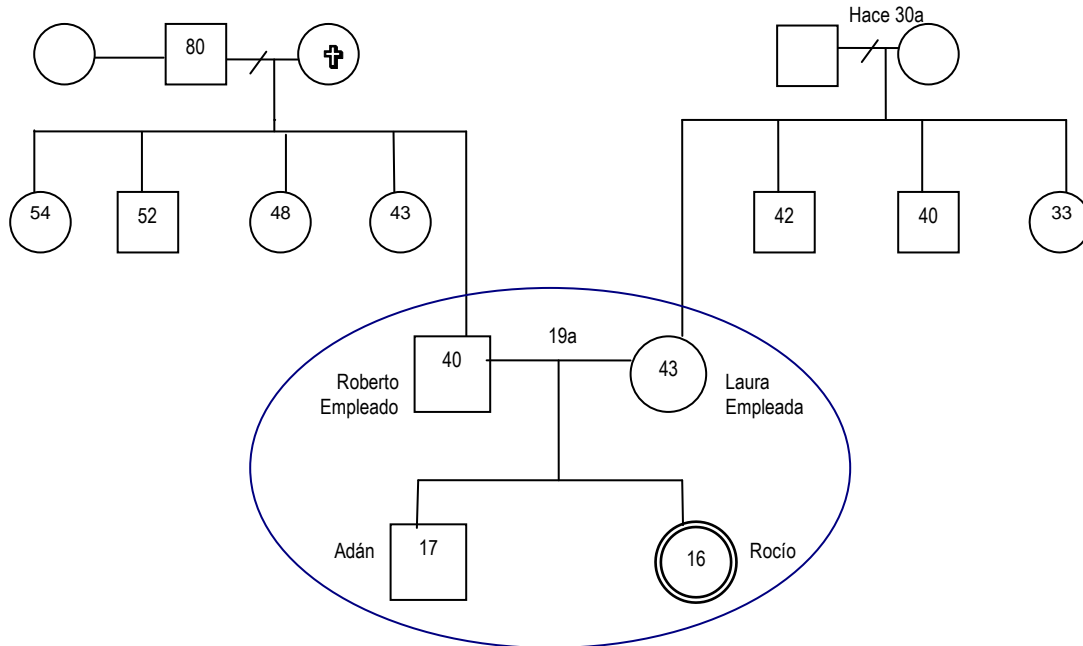 Hace 30a
80
54
52
48
43
42
40
33
19a
40
43
Roberto
Empleado
Laura
Empleada
Adán
17
16
Rocío